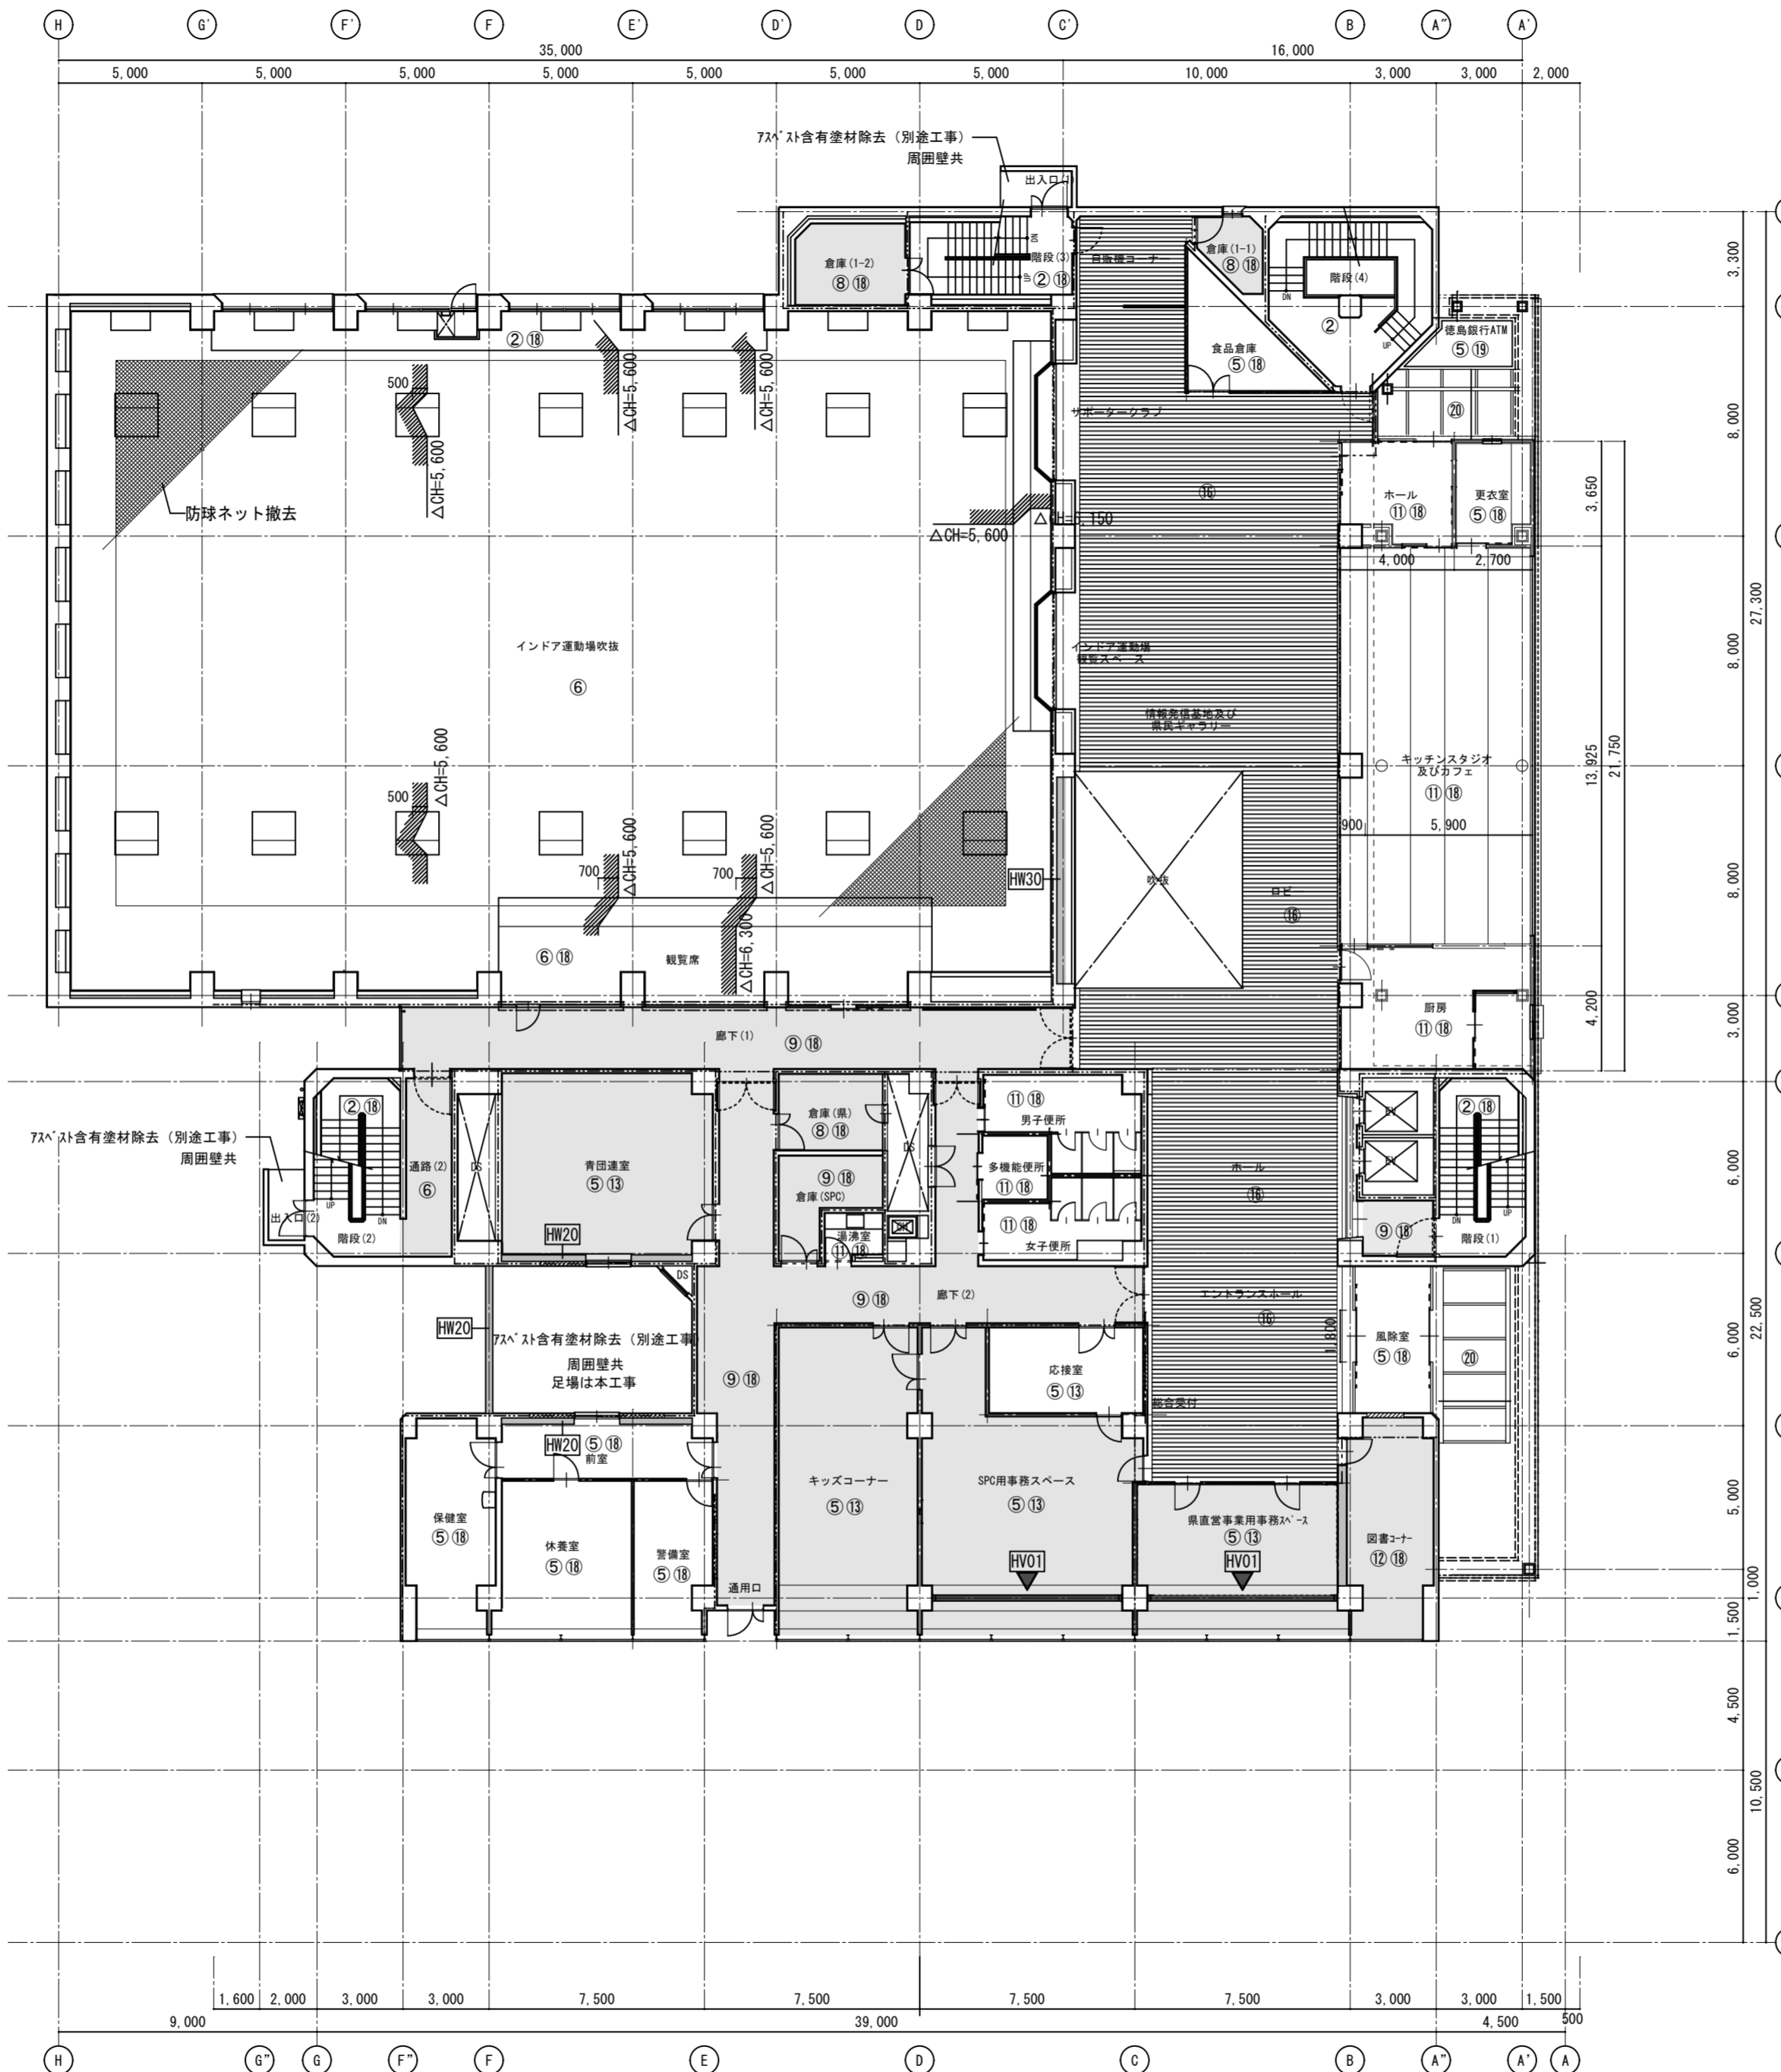 H G' F' F E' D' D C' B A" A'
35,000 16,000
5,000 5,000 5,000 5,000 5,000 5,000 5,000 10,000 3,000 3,000 2,000
ｱｽﾍﾞｽﾄ含有塗材除去（別途工事）
周囲壁共
出入口(1)
倉庫(1-2)
⑧⑱
DN
階段(3)
UP
②⑱
自販機コーナー
倉庫(1-1)
⑧⑱
階段(4)
DN
②
UP
徳島銀行ATM
⑤⑲
食品倉庫
⑤⑱
3,300
②⑱
500
△CH=5,600
△CH=5,600
△CH=5,600
サポータークラブ
⑳
8,000
防球ネット撤去
△CH=5,600
⑯
ホール
⑪⑱
更衣室
⑤⑱
3,650
4,000 2,700
27,300
インドア運動場吹抜
⑥
インドア運動場
観覧スペース
8,000
情報発信基地及び
県民ギャラリー
キッチンスタジオ
及びカフェ
⑪⑱
13,925
21,750
500
△CH=5,600
700
△CH=5,600
700
△CH=5,600
△CH=6,300
900 5,900
HW30
吹抜
ロビー
⑯
8,000
⑥⑱
観覧席
厨房
⑪⑱
4,200
3,000
廊下(1)
⑨⑱
②⑱
ｱｽﾍﾞｽﾄ含有塗材除去（別途工事）
周囲壁共
通路(2)
⑥
DS
青団連室
⑤⑬
倉庫(県)
⑧⑱
⑨⑱
倉庫(SPC)
DS
⑪⑱
男子便所
多機能便所
⑪⑱
⑪⑱
女子便所
ホール
⑯
EV
EV
②⑱
6,000
出入口(2)
UP
DN
階段(2)
HW20
湯沸室
⑪⑱
⑨⑱
DN
UP
階段(1)
DS
⑨⑱
廊下(2)
エントランスホール
⑯
22,500
HW20
ｱｽﾍﾞｽﾄ含有塗材除去（別途工事）
周囲壁共
足場は本工事
⑨⑱
応接室
⑤⑬
1,800
風除室
⑤⑱
⑳
6,000
総合受付
HW20
⑤⑱
前室
キッズコーナー
⑤⑬
SPC用事務スペース
⑤⑬
県直営事業用事務ｽﾍﾟｰｽ
⑤⑬
5,000
保健室
⑤⑱
休養室
⑤⑱
警備室
⑤⑱
通用口
HV01
HV01
図書ｺｰﾅｰ
⑫⑱
1,000
1,500
4,500
10,500
6,000
1,600 2,000 3,000 3,000 7,500 7,500 7,500 7,500 3,000 3,000 1,500
9,000 39,000 4,500 500
H G" G F" F E D C B A" A' A